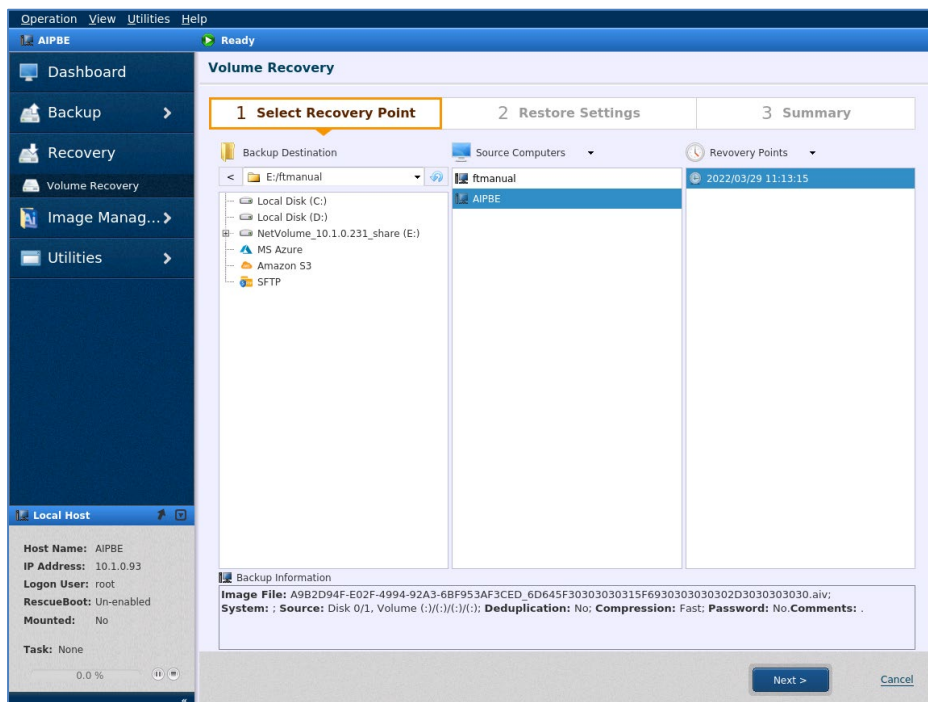 Operation View Utilities Help
AIPBE
Ready
Dashboard
Backup
Recovery
Volume Recovery
Image Manag...
Utilities
Volume Recovery
1 Select Recovery Point
2 Restore Settings
3 Summary
Backup Destination
< E:/ftmanual
Local Disk (C:)
Local Disk (D:)
NetVolume_10.1.0.231_share (E:)
MS Azure
Amazon S3
SFTP
Source Computers
ftmanual
AIPBE
Revovery Points
2022/03/29 11:13:15
Backup Information
Image File: A9B2D94F-E02F-4994-92A3-6BF953AF3CED_6D645F30303030315F6930303030302D3030303030.aiv;
System: ; Source: Disk 0/1, Volume (:)/(:)/(:)/(:); Deduplication: No; Compression: Fast; Password: No.Comments: .
Local Host
Host Name: AIPBE
IP Address: 10.1.0.93
Logon User: root
RescueBoot: Un-enabled
Mounted: No
Task: None
0.0 %
Next >
Cancel